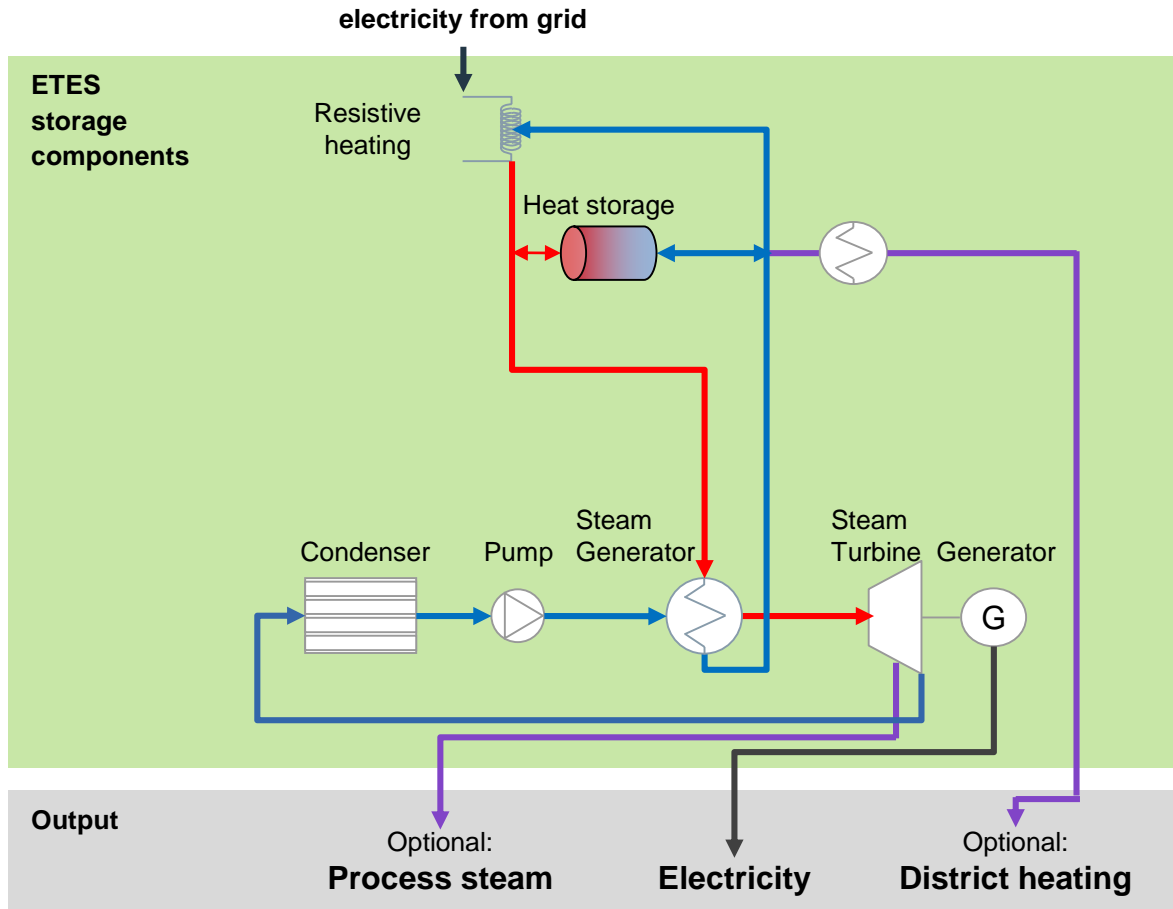 electricity from grid
ETES
storage
components
Resistive
heating
Heat storage
Condenser
Pump
Steam
Generator
Steam
Turbine
Generator
G
Output
Optional:
Process steam
Electricity
Optional:
District heating